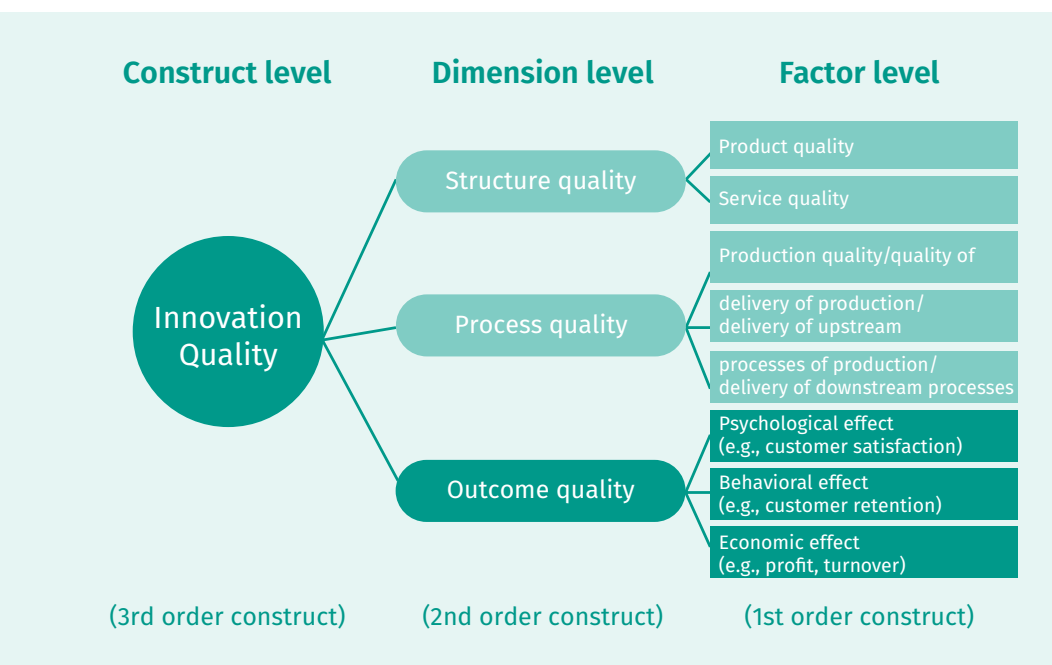 Construct level
Dimension level
Factor level
Innovation
Quality
Structure quality
Process quality
Outcome quality
Product quality
Service quality
Production quality/quality of
delivery of production/
delivery of upstream
processes of production/
delivery of downstream processes
Psychological effect
(e.g., customer satisfaction)
Behavioral effect
(e.g., customer retention)
Economic effect
(e.g., profit, turnover)
(3rd order construct)
(2nd order construct)
(1st order construct)